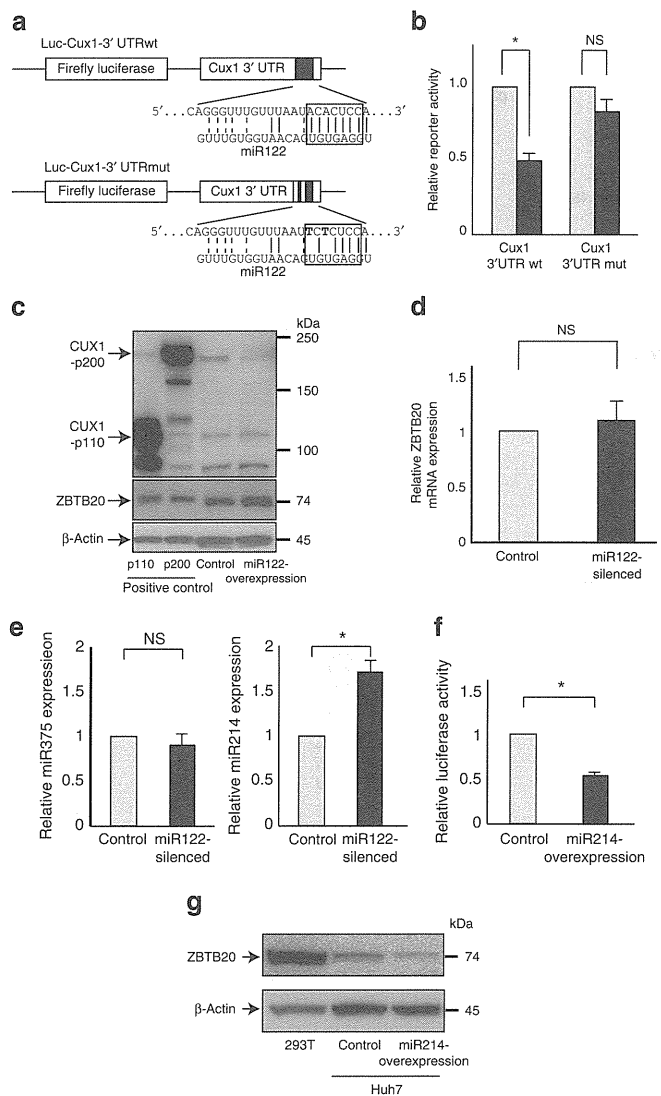 a
Luc-Cux1-3′ UTRwt
Firefly luciferase
Cux1 3′ UTR
5′...CAGGGUUUGUUUAAUACACUCCA...3′
GUUUGUGGUAACAGUGUGAGGU
miR122
Luc-Cux1-3′ UTRmut
Firefly luciferase
Cux1 3′ UTR
5′...CAGGGUUUGUUUAAUTCTCUCCA...3′
GUUUGUGGUAACAGUGUGAGGU
miR122
b
Relative reporter activity
1.0
0.5
0
*
NS
Cux1
3′UTR wt
Cux1
3′UTR mut
c
kDa
CUX1
-p200
CUX1
-p110
250
150
100
ZBTB20
74
β-Actin
45
p110
p200
Control
miR122-
overexpression
Positive control
d
NS
Relative ZBTB20
mRNA expression
1.5
1
0.5
0
Control
miR122-
silenced
e
Relative miR375 expressieon
2
1.5
1
0.5
0
NS
Control
miR122-
silenced
Relative miR214 expression
2
1.5
1
0.5
0
*
Control
miR122-
silenced
f
Relative luciferase activity
1.5
1
0.5
0
*
Control
miR214-
overexpression
g
kDa
ZBTB20
74
β-Actin
45
293T
Control
miR214-
overexpression
Huh7